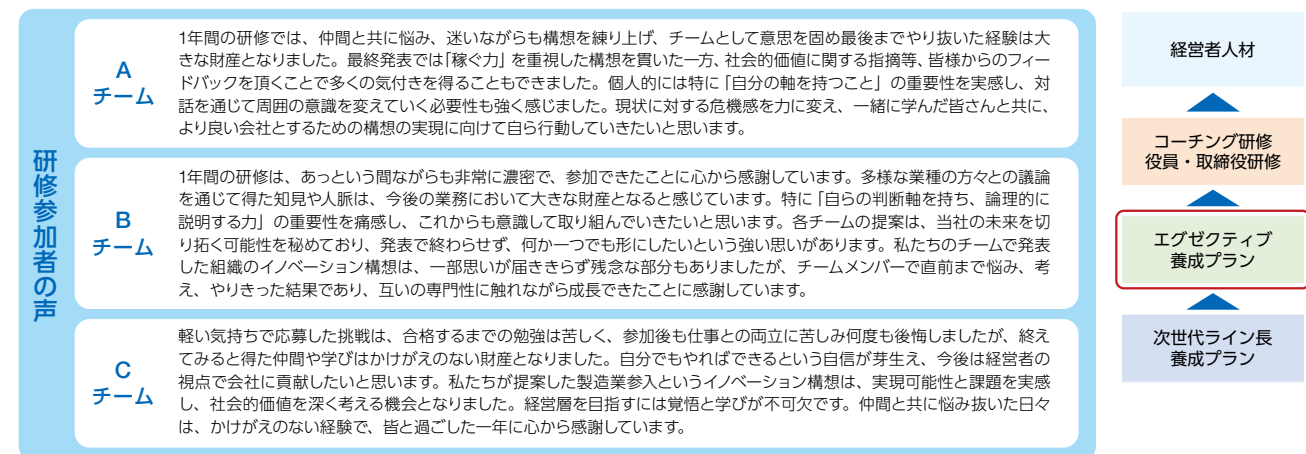 研修参加者の声
A
チーム
1年間の研修では、仲間と共に悩み、迷いながらも構想を練り上げ、チームとして意思を固め最後までやり抜いた経験は大
きな財産となりました。最終発表では「稼ぐ力」を重視した構想を貫いた一方、社会的価値に関する指摘等、皆様からのフィー
ドバックを頂くことで多くの気付きを得ることもできました。個人的には特に「自分の軸を持つこと」の重要性を実感し、対
話を通じて周囲の意識を変えていく必要性も強く感じました。現状に対する危機感を力に変え、一緒に学んだ皆さんと共に、
より良い会社とするための構想の実現に向けて自ら行動していきたいと思います。
B
チーム
1年間の研修は、あっという間ながらも非常に濃密で、参加できたことに心から感謝しています。多様な業種の方々との議論
を通じて得た知見や人脈は、今後の業務において大きな財産となると感じています。特に「自らの判断軸を持ち、論理的に
説明する力」の重要性を痛感し、これからも意識して取り組んでいきたいと思います。各チームの提案は、当社の未来を切
り拓く可能性を秘めており、発表で終わらせず、何か一つでも形にしたいという強い思いがあります。私たちのチームで発表
した組織のイノベーション構想は、一部思いが届ききらず残念な部分もありましたが、チームメンバーで直前まで悩み、考
え、やりきった結果であり、互いの専門性に触れながら成長できたことに感謝しています。
C
チーム
軽い気持ちで応募した挑戦は、合格するまでの勉強は苦しく、参加後も仕事との両立に苦しみ何度も後悔しましたが、終え
てみると得た仲間や学びはかけがえのない財産となりました。自分でもやればできるという自信が芽生え、今後は経営者の
視点で会社に貢献したいと思います。私たちが提案した製造業参入というイノベーション構想は、実現可能性と課題を実感
し、社会的価値を深く考える機会となりました。経営層を目指すには覚悟と学びが不可欠です。仲間と共に悩み抜いた日々
は、かけがえのない経験で、皆と過ごした一年に心から感謝しています。
経営者人材
コーチング研修
役員・取締役研修
エグゼクティブ
養成プラン
次世代ライン長
養成プラン